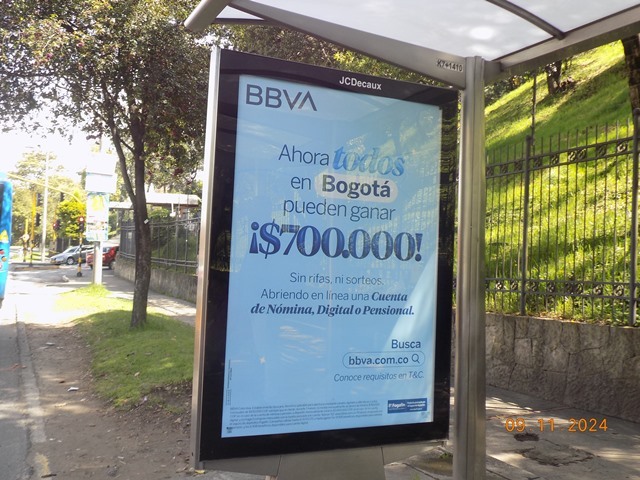 K7+1410
JCDecaux
BBVA
Ahora todos
en Bogotá
pueden ganar
¡$700.000!
Sin rifas, ni sorteos.
Abriendo en línea una Cuenta
de Nómina, Digital o Pensional.
Busca
bbva.com.co
Conoce requisitos en T&C.
Fogafín
11 2024